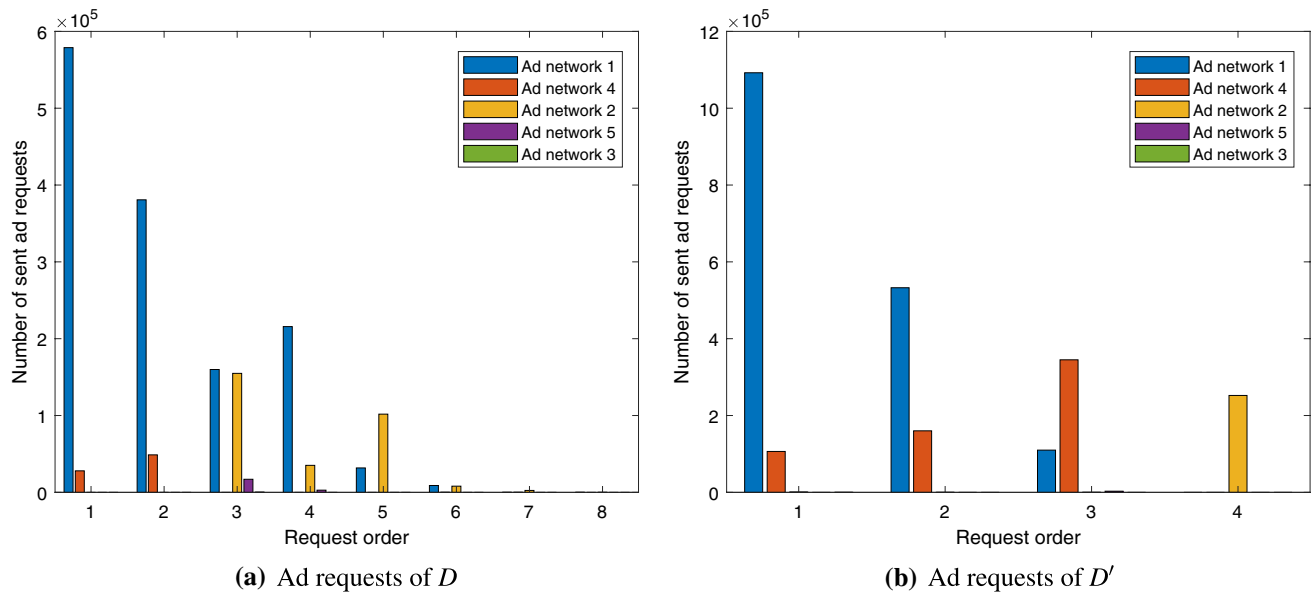 ×10^5
6
5
4
3
2
1
0
Number of sent ad requests
Ad network 1
Ad network 4
Ad network 2
Ad network 5
Ad network 3
1 2 3 4 5 6 7 8
Request order
(a) Ad requests of D
×10^5
12
10
8
6
4
2
0
Number of sent ad requests
Ad network 1
Ad network 4
Ad network 2
Ad network 5
Ad network 3
1 2 3 4
Request order
(b) Ad requests of D′